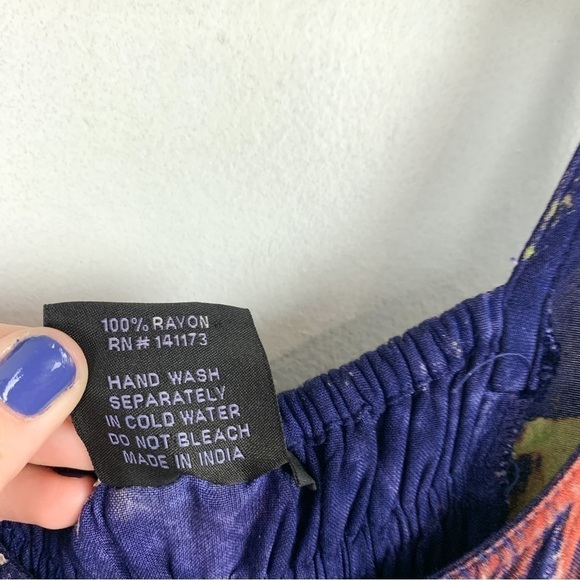 100% RAYON
RN# 141173
HAND WASH
SEPARATELY
IN COLD WATER
DO NOT BLEACH
MADE IN INDIA